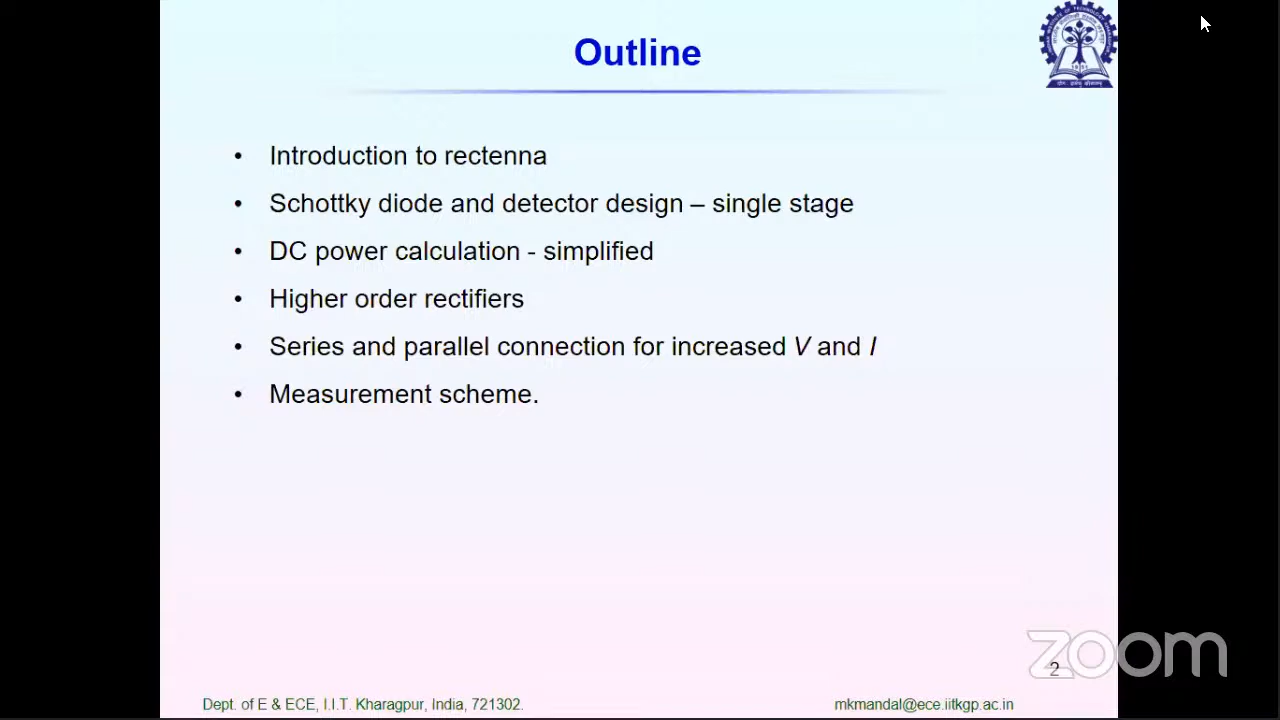 Outline
• Introduction to rectenna
• Schottky diode and detector design – single stage
• DC power calculation - simplified
• Higher order rectifiers
• Series and parallel connection for increased V and I
• Measurement scheme.
zoom
2
Dept. of E & ECE, I.I.T. Kharagpur, India, 721302.
mkmandal@ece.iitkgp.ac.in